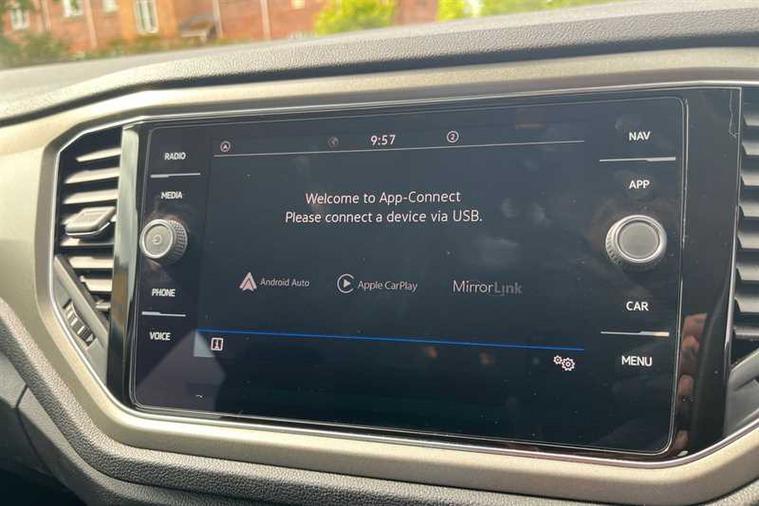 9:57
2
RADIO
MEDIA
PHONE
VOICE
Welcome to App-Connect
Please connect a device via USB.
Android Auto
Apple CarPlay
MirrorLink
NAV
APP
CAR
MENU